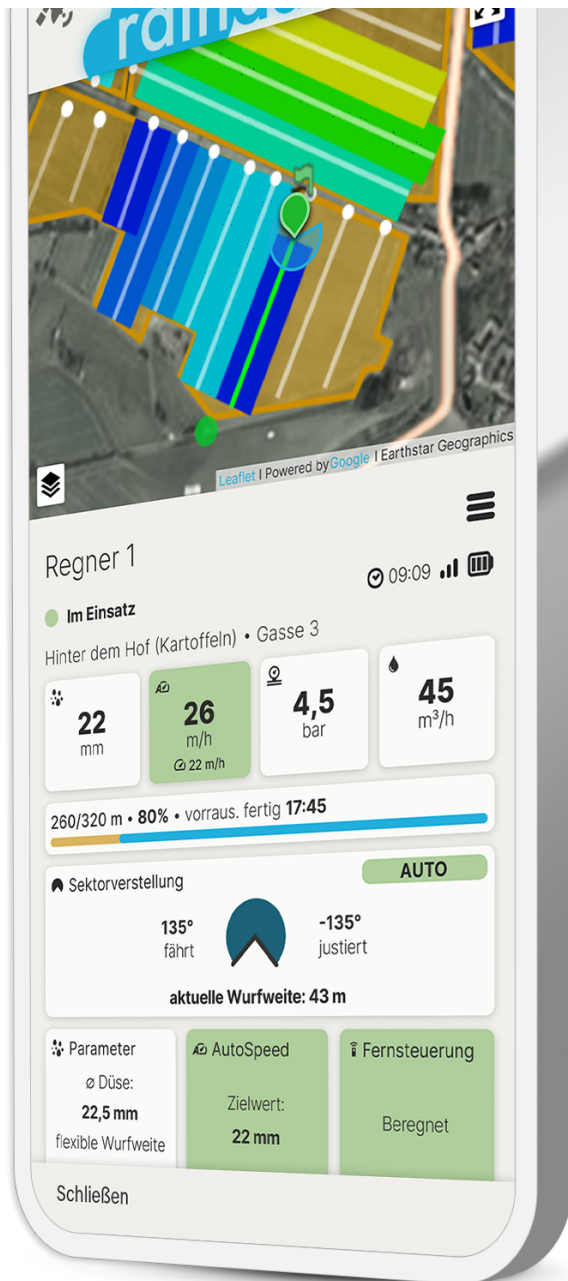 Leaflet | Powered by Google | Earthstar Geographics
Regner 1
09:09
Im Einsatz
Hinter dem Hof (Kartoffeln) • Gasse 3
22
mm
26
m/h
22 m/h
4,5
bar
45
m³/h
260/320 m • 80% • vorraus. fertig 17:45
Sektorverstellung
AUTO
135°
fährt
-135°
justiert
aktuelle Wurfweite: 43 m
Parameter
ø Düse:
22,5 mm
flexible Wurfweite
AutoSpeed
Zielwert:
22 mm
Fernsteuerung
Beregnet
Schließen